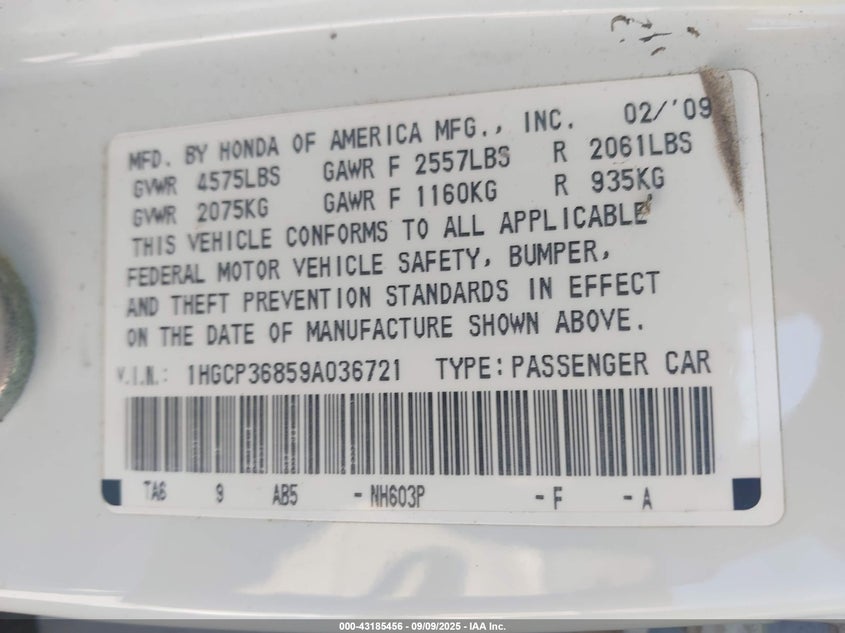 MFD. BY HONDA OF AMERICA MFG., INC. 02/'09
GVWR 4575LBS GAWR F 2557LBS R 2061LBS
GVWR 2075KG GAWR F 1160KG R 935KG
THIS VEHICLE CONFORMS TO ALL APPLICABLE
FEDERAL MOTOR VEHICLE SAFETY, BUMPER,
AND THEFT PREVENTION STANDARDS IN EFFECT
ON THE DATE OF MANUFACTURE SHOWN ABOVE.
V.I.N.: 1HGCP36859A036721 TYPE: PASSENGER CAR
TA6 9 AB5 - NH603P - F - A
000-43185456 - 09/09/2025 - IAA Inc.